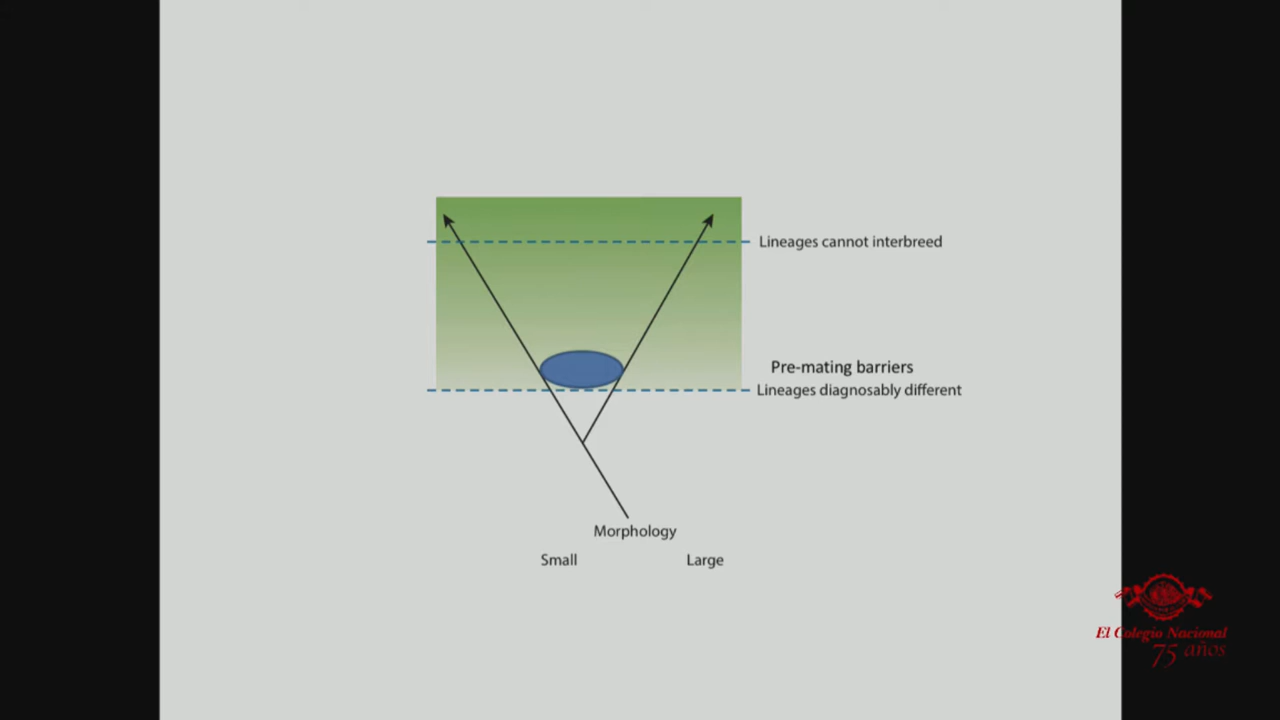 Lineages cannot interbreed
Pre-mating barriers
Lineages diagnosably different
Morphology
Small Large
El Colegio Nacional
75 años